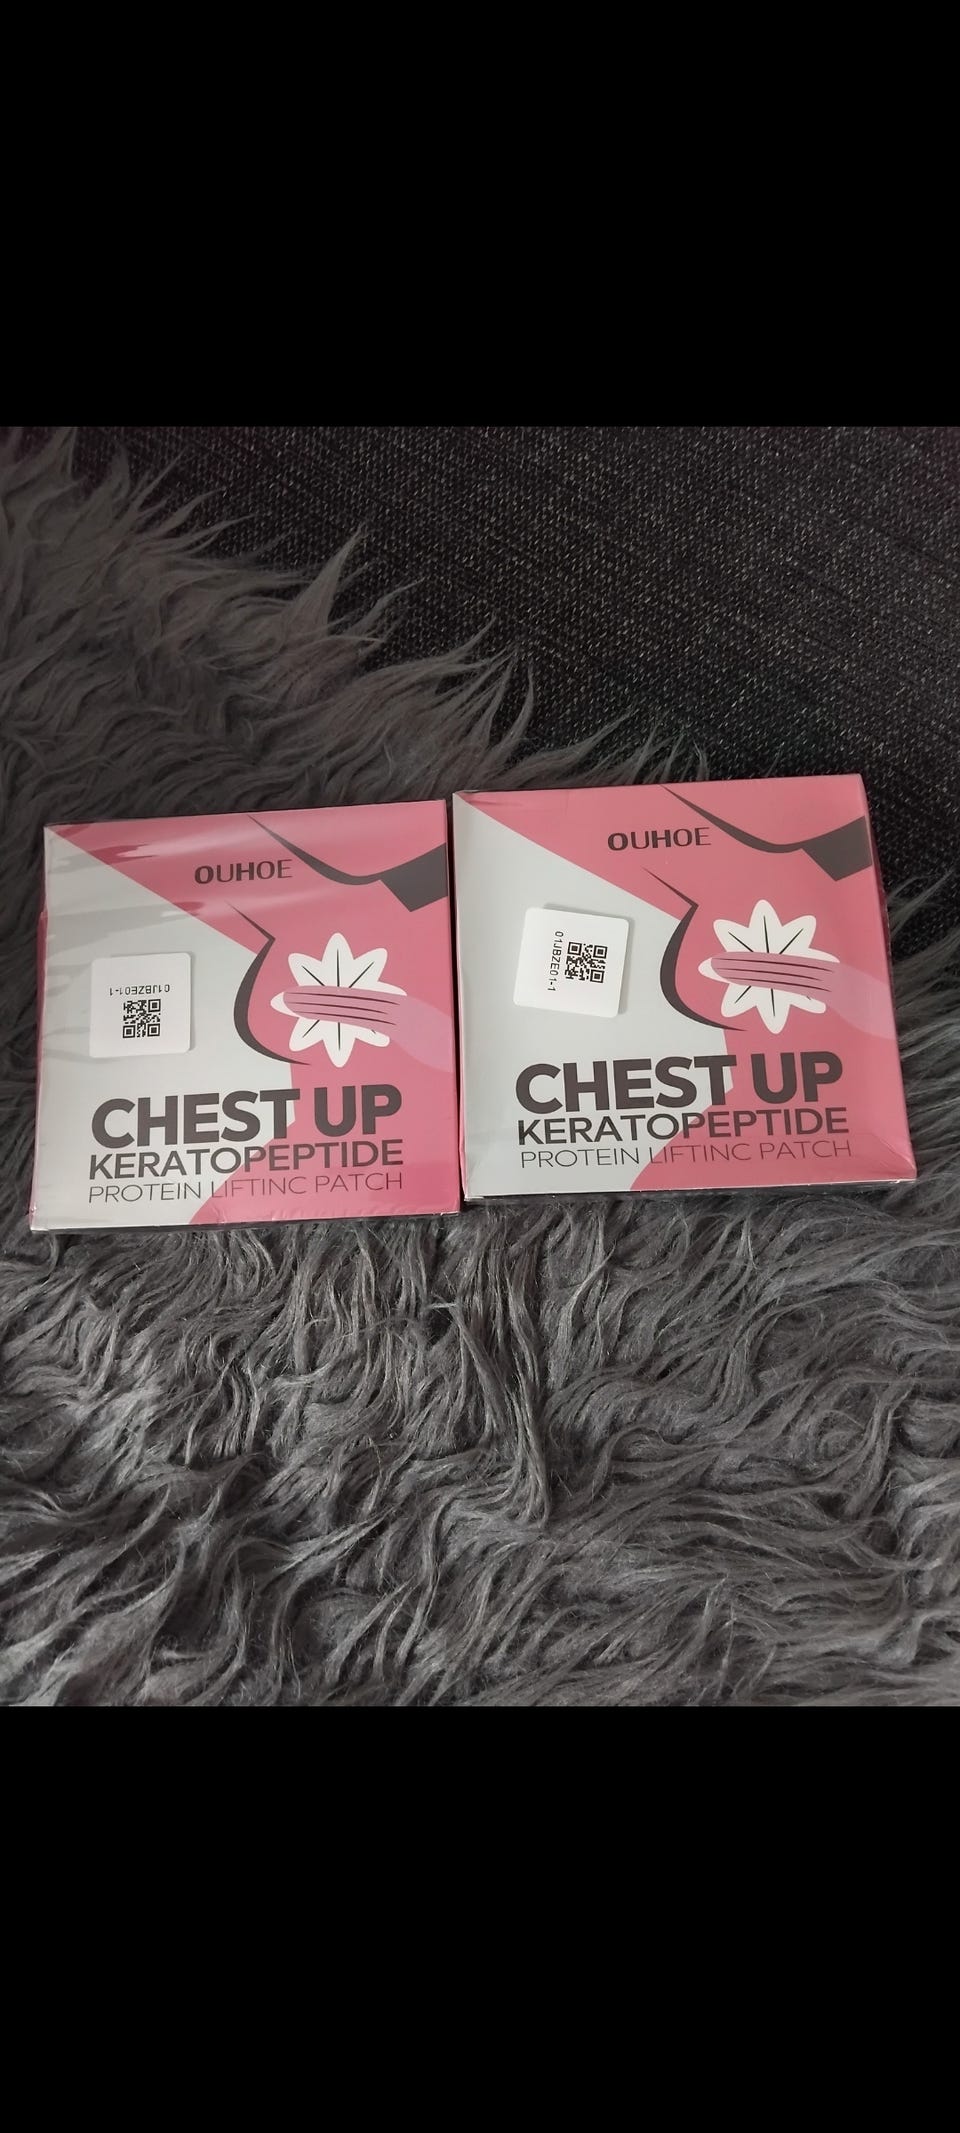 OUHOE
01JBZE01-1
CHEST UP
KERATOPEPTIDE
PROTEIN LIFTINC PATCH
OUHOE
01JBZE01-1
CHEST UP
KERATOPEPTIDE
PROTEIN LIFTINC PATCH